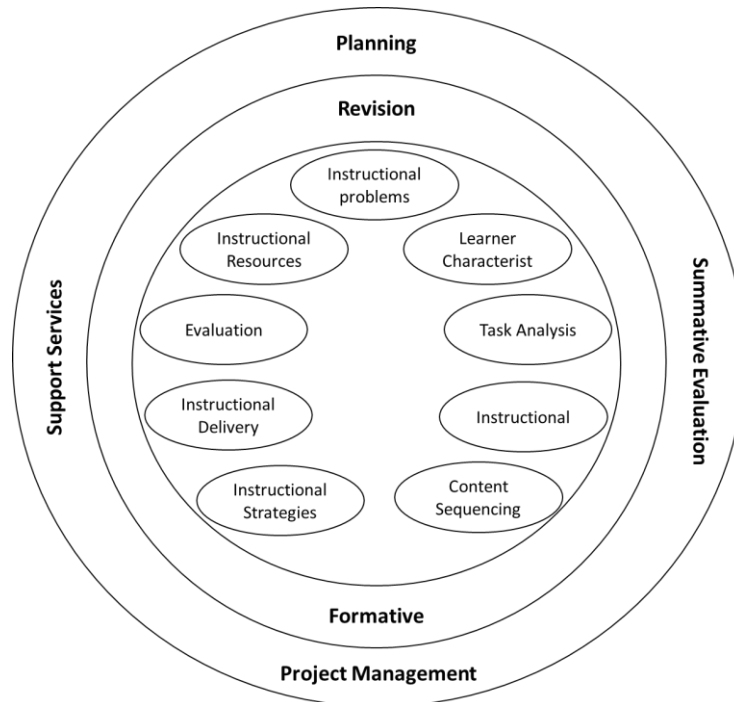 Planning
Revision
Instructional
problems
Instructional
Resources
Learner
Characterist
Evaluation
Task Analysis
Support Services
Summative Evaluation
Instructional
Delivery
Instructional
Instructional
Strategies
Content
Sequencing
Formative
Project Management